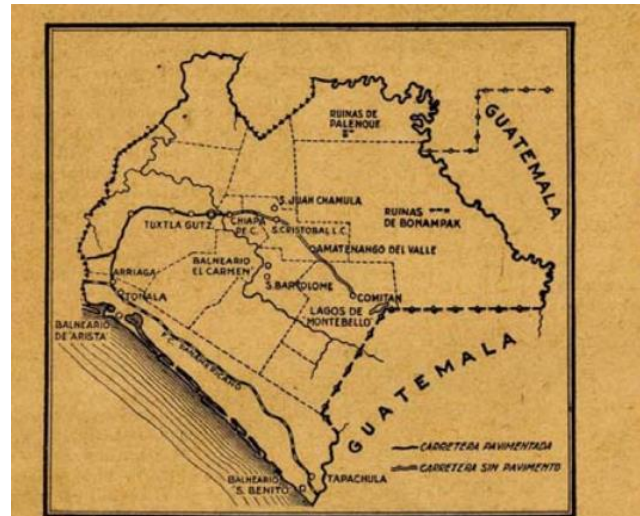 RUINAS DE
PALENQUE
GUATEMALA
S. JUAN CHAMULA
RUINAS
DE BONAMPAK
TUXTLA GUTZ.
CHIAPA
DE C.
S. CRISTOBAL L.C.
AMATENANGO DEL VALLE
BALNEARIO
EL CARMEN
S. BARTOLOME
ARRIAGA
TONALA
COMITAN
LAGOS DE
"MONTEBELLO"
BALNEARIO
DE ARISTA
F.C. PANAMERICANO
GUATEMALA
CARRETERA PAVIMENTADA
CARRETERA SIN PAVIMENTO
BALNEARIO
"S. BENITO"
TAPACHULA